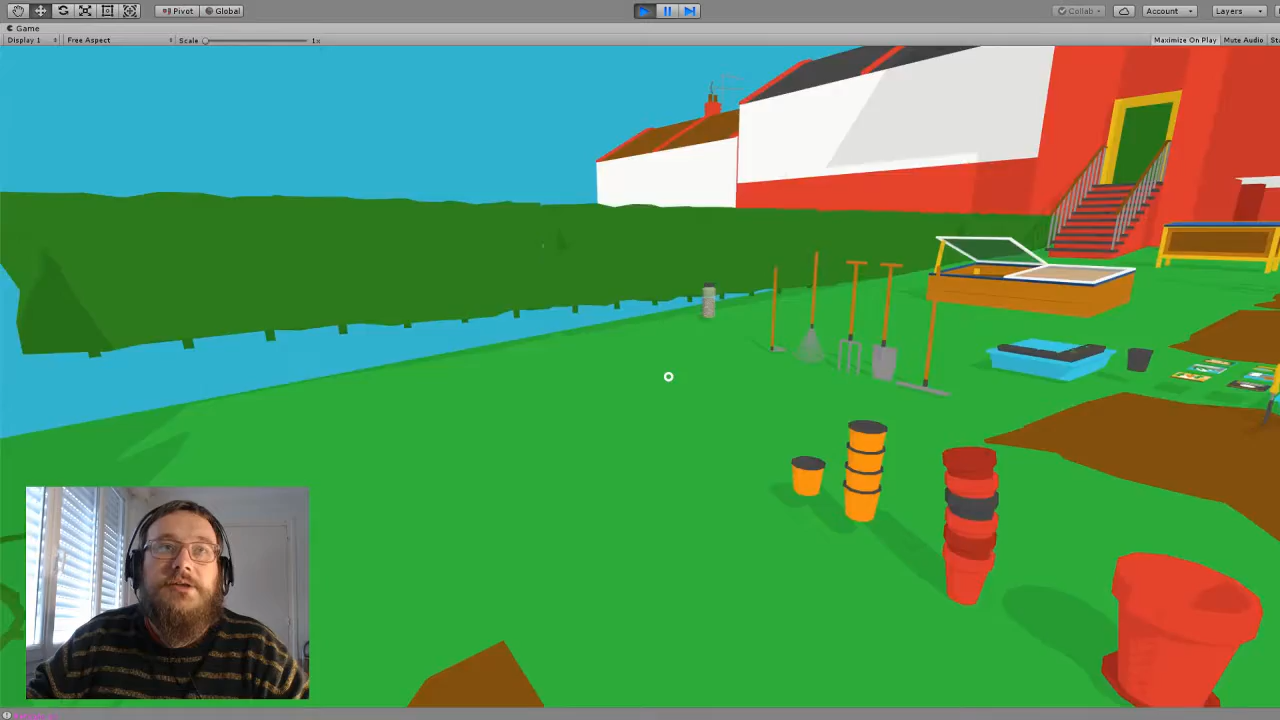 Pivot Global Collab Account Layers
Game
Display 1 Free Aspect Scale 1x Maximize On Play Mute Audio